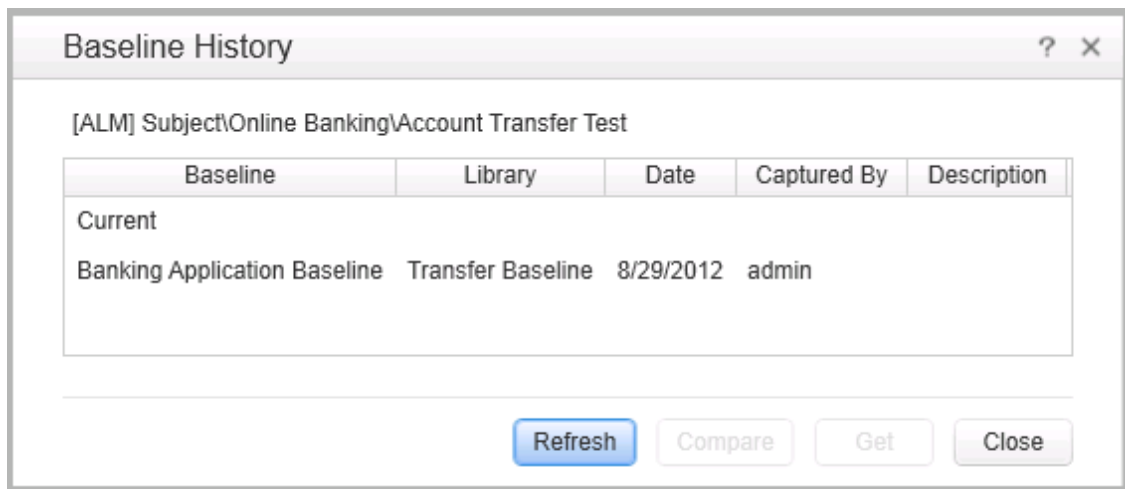 Baseline History ? ×
[ALM] Subject\Online Banking\Account Transfer Test
Baseline Library Date Captured By Description
Current
Banking Application Baseline Transfer Baseline 8/29/2012 admin
Refresh Compare Get Close